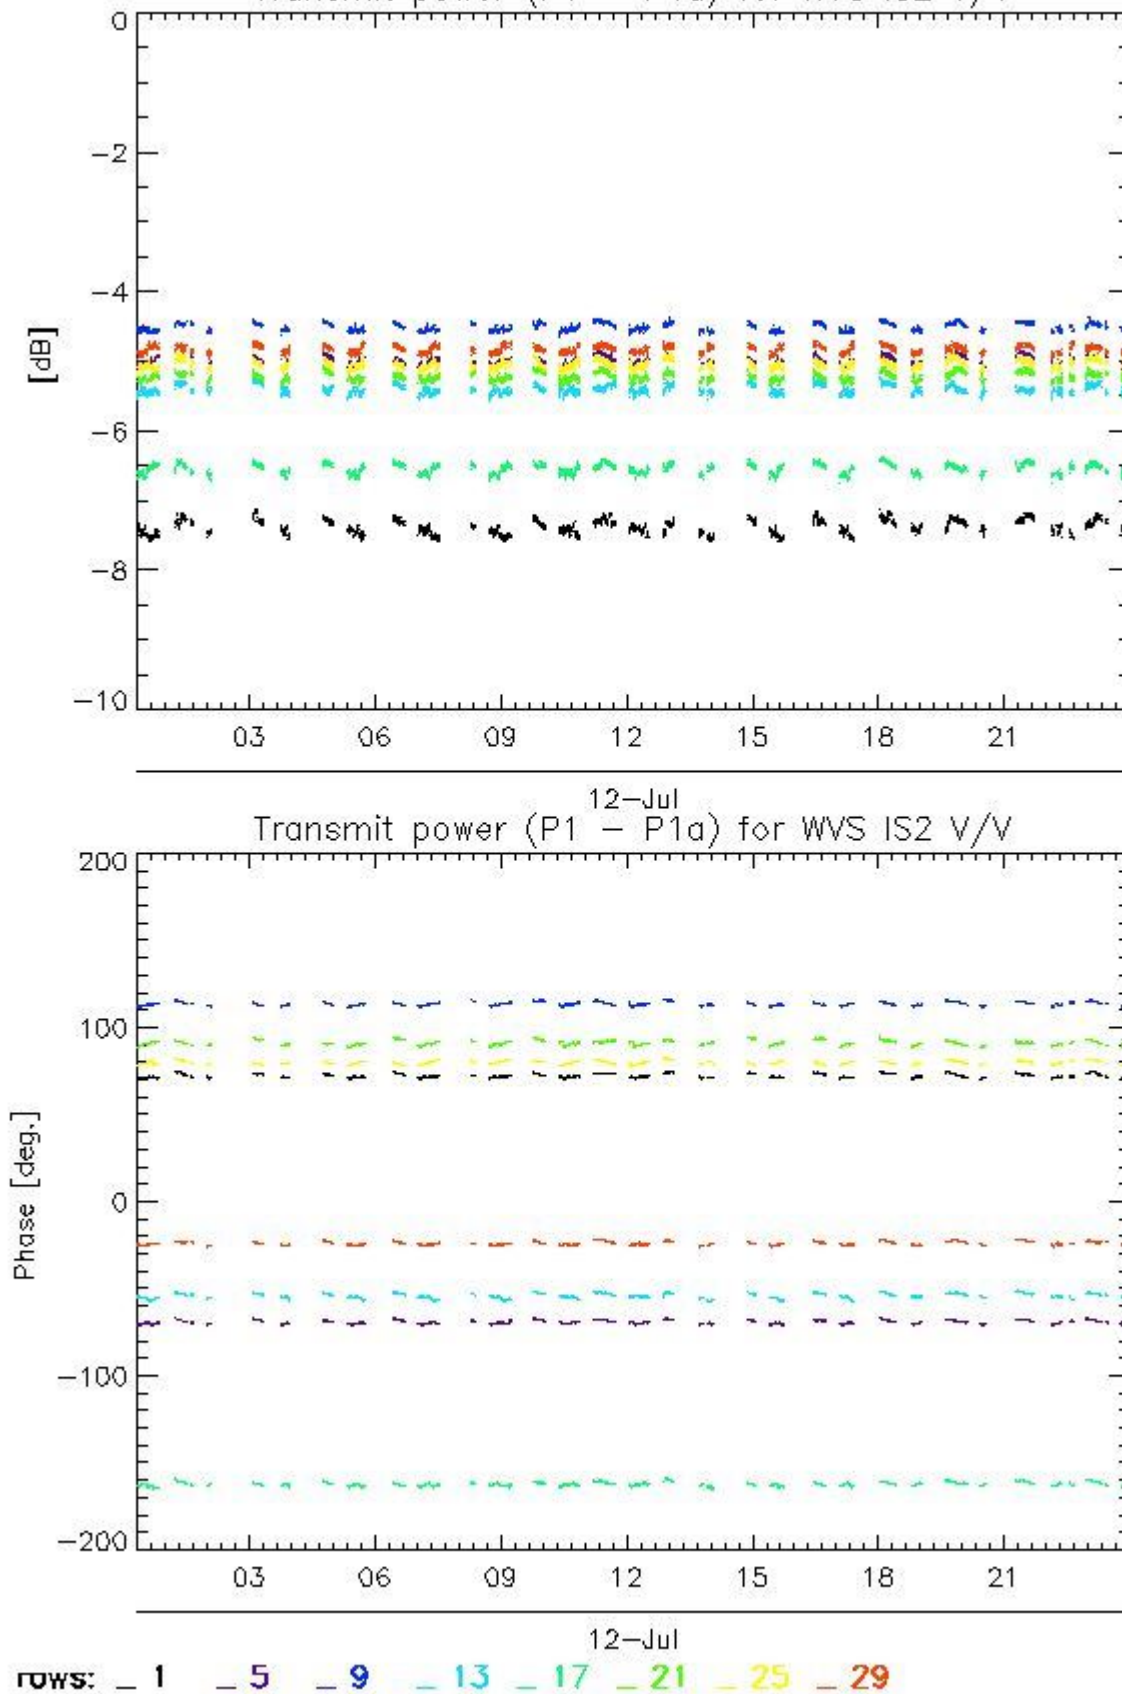 0
−2
−4
[dB]
−6
−8
−10
03 06 09 12 15 18 21
12−Jul
Transmit power (P1 − P1a) for WVS IS2 V/V
200
100
0
Phase [deg.]
−100
−200
03 06 09 12 15 18 21
12−Jul
rows: _ 1 _ 5 _ 9 _ 13 _ 17 _ 21 _ 25 _ 29